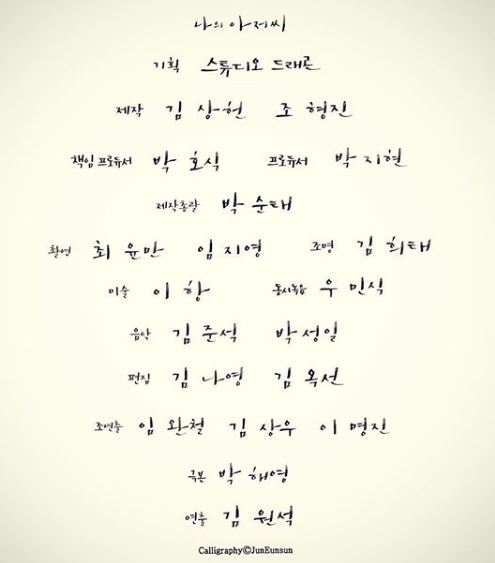 나의 아저씨
기획 스튜디오 드래곤
제작 김 상헌 조 형진
책임 프로듀서 박 호식 프로듀서 박 지현
제작총괄 박 순태
촬영 최 윤만 임 지영 조명 김 희태
미술 이 항 동시녹음 우 민식
음악 김 준석 박 성일
편집 김 나영 김 옥선
조연출 임 완철 김 상우 이 명진
극본 박 해영
연출 김 원석
Calligraphy©JunEunsun